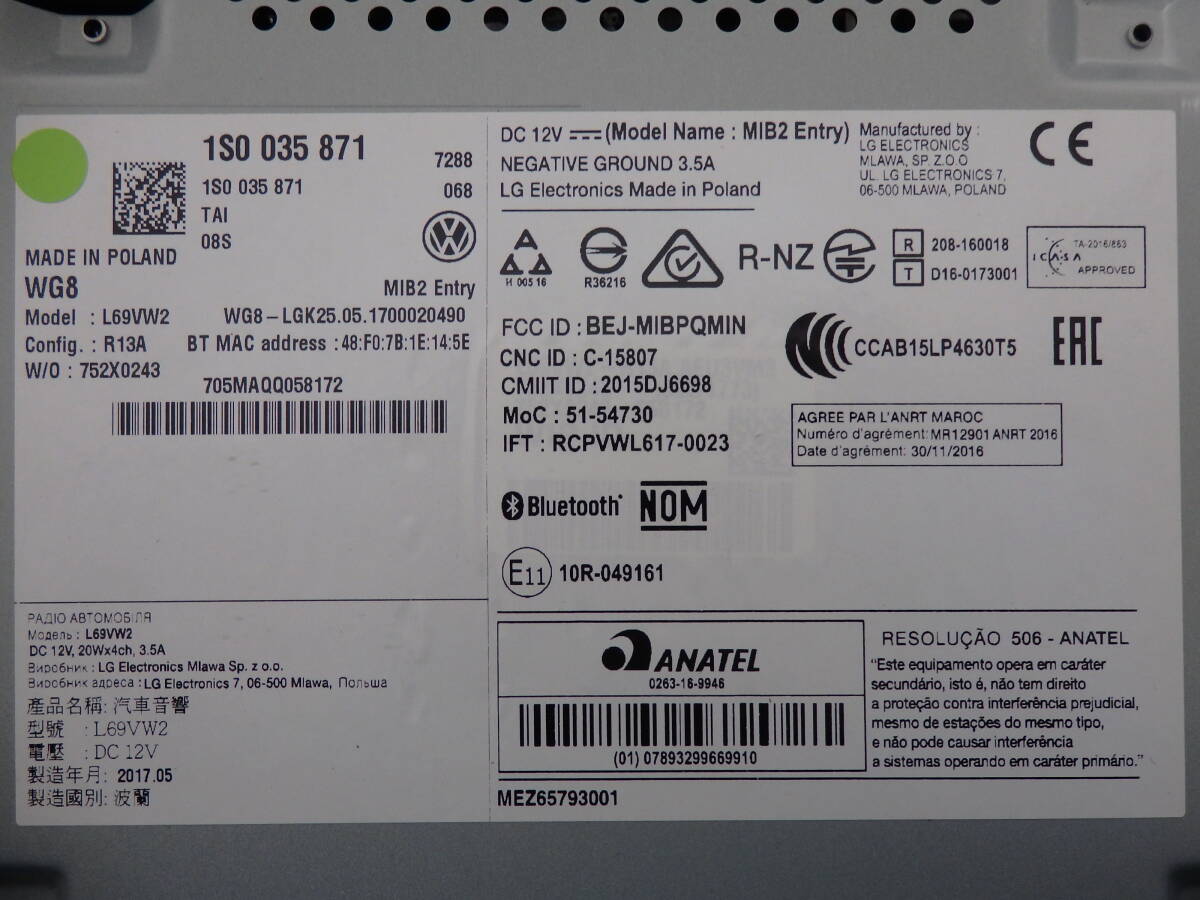 1S0 035 871
7288
1S0 035 871
068
TAI
08S
MADE IN POLAND
WG8
MIB2 Entry
Model : L69VW2
WG8-LGK25.05.1700020490
Config. : R13A
BT MAC address : 48:F0:7B:1E:14:5E
W/O : 752X0243
705MAQQ058172
РАДІО АВТОМОБІЛЯ
Модель : L69VW2
DC 12V, 20Wx4ch, 3.5A
Виробник : LG Electronics Mlawa Sp. z o.o.
Виробник адреса : LG Electronics 7, 06-500 Mlawa, Польша
產品名稱: 汽車音響
型號 : L69VW2
電壓 : DC 12V
製造年月: 2017.05
製造國別: 波蘭
DC 12V (Model Name : MIB2 Entry)
NEGATIVE GROUND 3.5A
LG Electronics Made in Poland
Manufactured by :
LG ELECTRONICS
MLAWA, SP. Z.O.O
UL. LG ELECTRONICS 7,
06-500 MLAWA, POLAND
CE
H 005 16
R36216
R-NZ
R 208-160018
T D16-0173001
ICASA
TA-2016/863
APPROVED
FCC ID : BEJ-MIBPQMIN
CNC ID : C-15807
CMIIT ID : 2015DJ6698
MoC : 51-54730
IFT : RCPVWL617-0023
CCAB15LP4630T5
EAC
AGREE PAR L'ANRT MAROC
Numéro d'agrément: MR12901 ANRT 2016
Date d'agrément: 30/11/2016
Bluetooth
NOM
E11 10R-049161
ANATEL
0263-16-9946
(01) 07893299669910
RESOLUÇÃO 506 - ANATEL
"Este equipamento opera em caráter
secundário, isto é, não tem direito
a proteção contra interferência prejudicial,
mesmo de estações do mesmo tipo,
e não pode causar interferência
a sistemas operando em caráter primário."
MEZ65793001